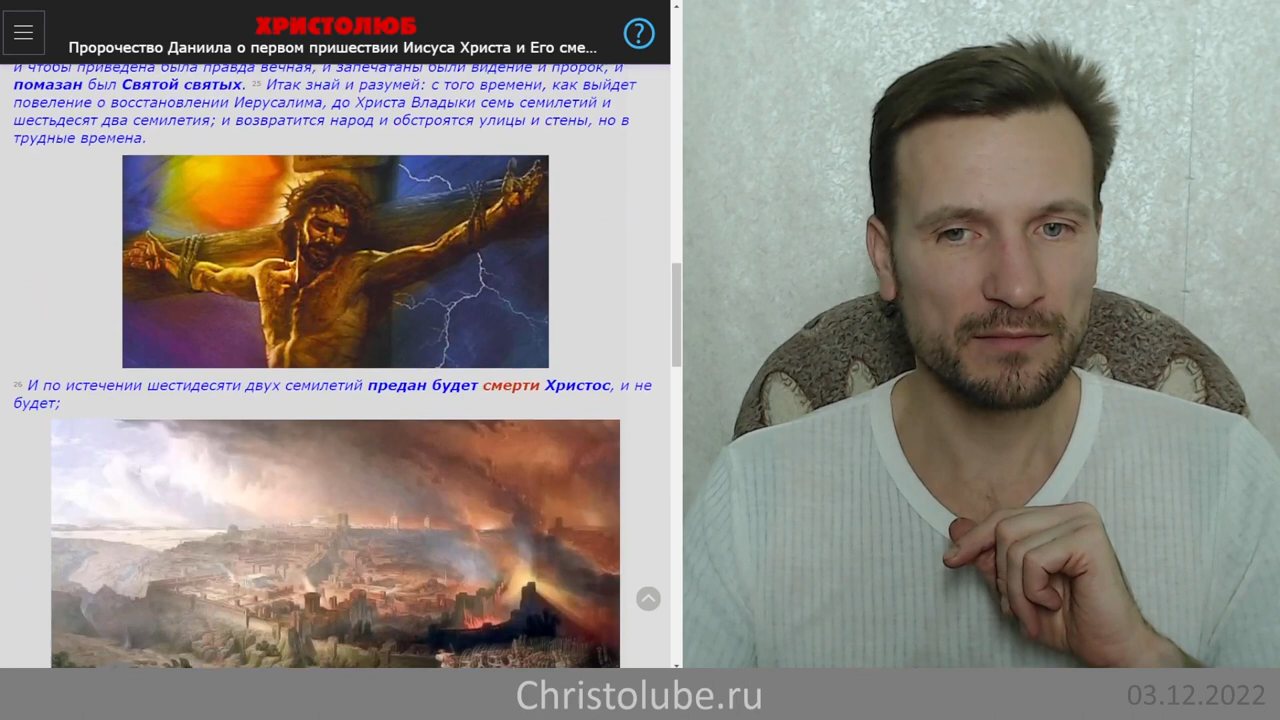 ХРИСТОЛЮБ
Пророчество Даниила о первом пришествии Иисуса Христа и Его сме...
?
и чтобы приведена была правда вечная, и запечатаны были видение и пророк, и
помазан был Святой святых. 25 Итак знай и разумей: с того времени, как выйдет
повеление о восстановлении Иерусалима, до Христа Владыки семь семилетий и
шестьдесят два семилетия; и возвратится народ и обстроятся улицы и стены, но в
трудные времена.
26 И по истечении шестидесяти двух семилетий предан будет смерти Христос, и не
будет;
Christolube.ru
03.12.2022